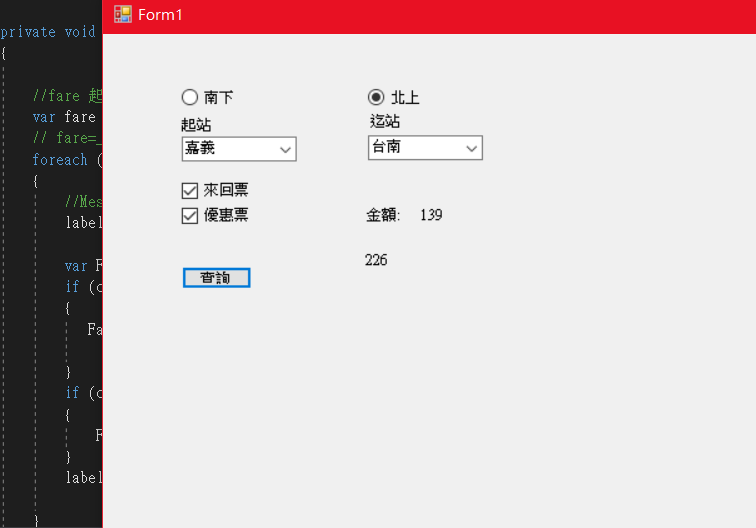 Form1
private void
{
//fare 起
var fare
// fare=_
foreach (
{
//Mes
label
var F
if (c
{
Fa
}
if (c
{
F
}
label
}
南下
北上
起站
迄站
嘉義
台南
來回票
優惠票
金額: 139
226
查詢